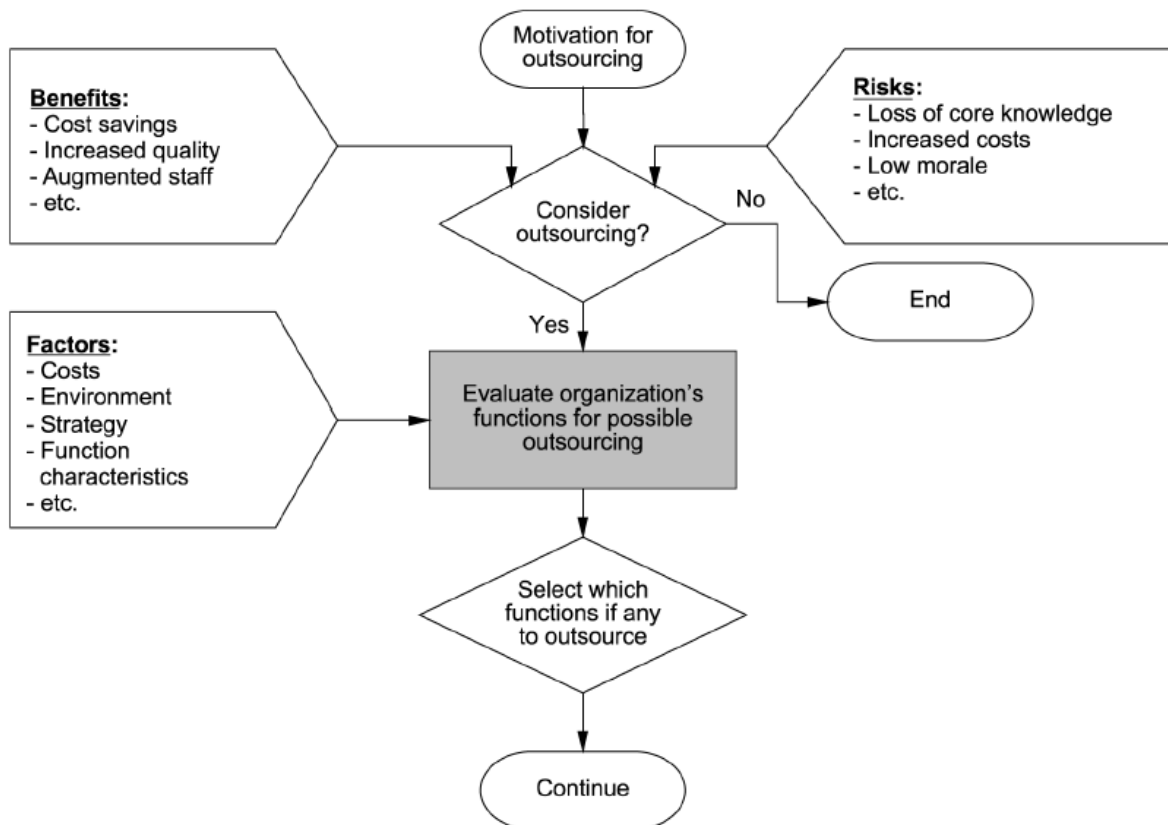 Motivation for
outsourcing
Benefits:
- Cost savings
- Increased quality
- Augmented staff
- etc.
Risks:
- Loss of core knowledge
- Increased costs
- Low morale
- etc.
Consider
outsourcing?
No
End
Yes
Factors:
- Costs
- Environment
- Strategy
- Function
characteristics
- etc.
Evaluate organization's
functions for possible
outsourcing
Select which
functions if any
to outsource
Continue